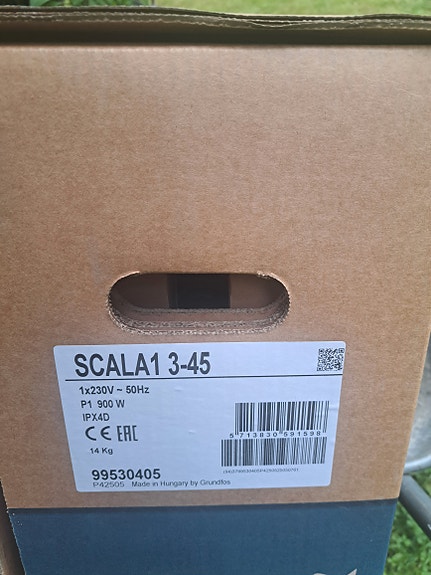 SCALA1 3-45
1x230V ~ 50Hz
P1 900 W
IPX4D
CE EAC
14 Kg
5 713830 591598
99530405
P42505 Made in Hungary by Grundfos